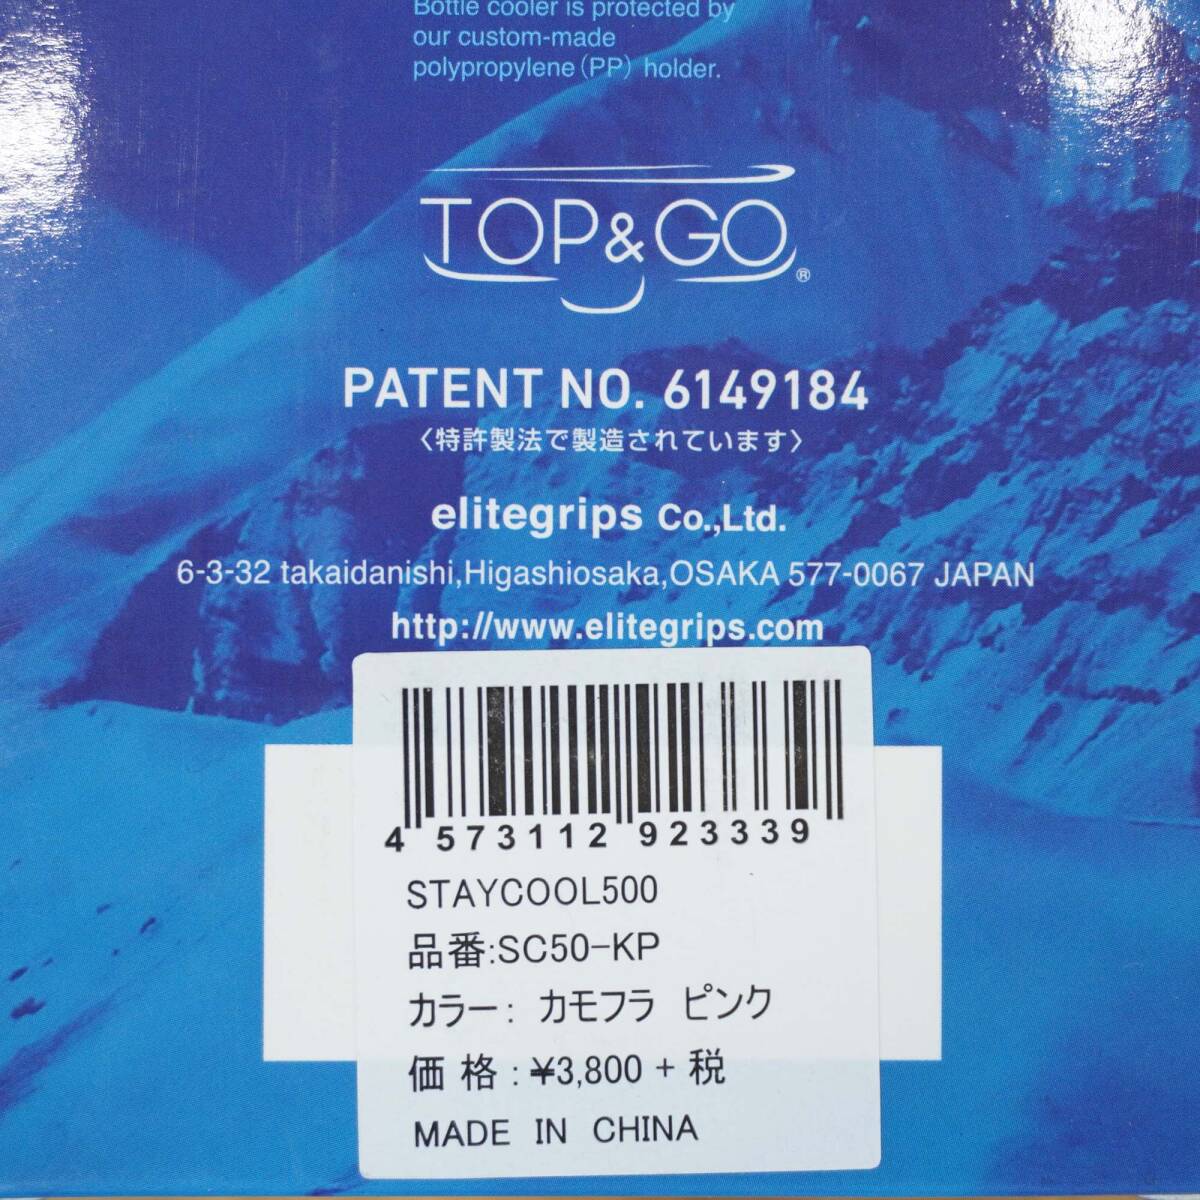 Bottle cooler is protected by
our custom-made
polypropylene (PP) holder.
TOP&GO®
PATENT NO. 6149184
〈特許製法で製造されています〉
elitegrips Co.,Ltd.
6-3-32 takaidanishi,Higashiosaka,OSAKA 577-0067 JAPAN
http://www.elitegrips.com
4 573112 923339
STAYCOOL500
品番:SC50-KP
カラー: カモフラ ピンク
価 格 : ¥3,800 + 税
MADE IN CHINA